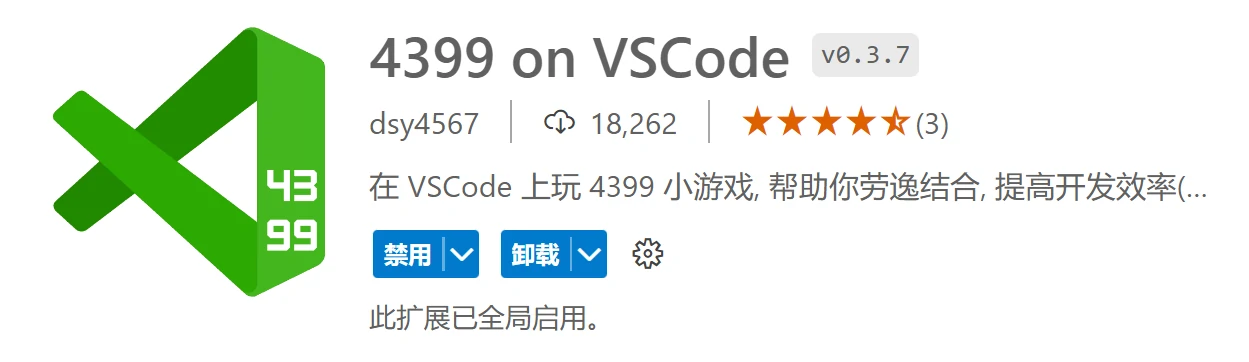 4399 on VSCode v0.3.7
dsy4567 18,262 (3)
在 VSCode 上玩 4399 小游戏, 帮助你劳逸结合, 提高开发效率(...
43
99
禁用 卸载
此扩展已全局启用。